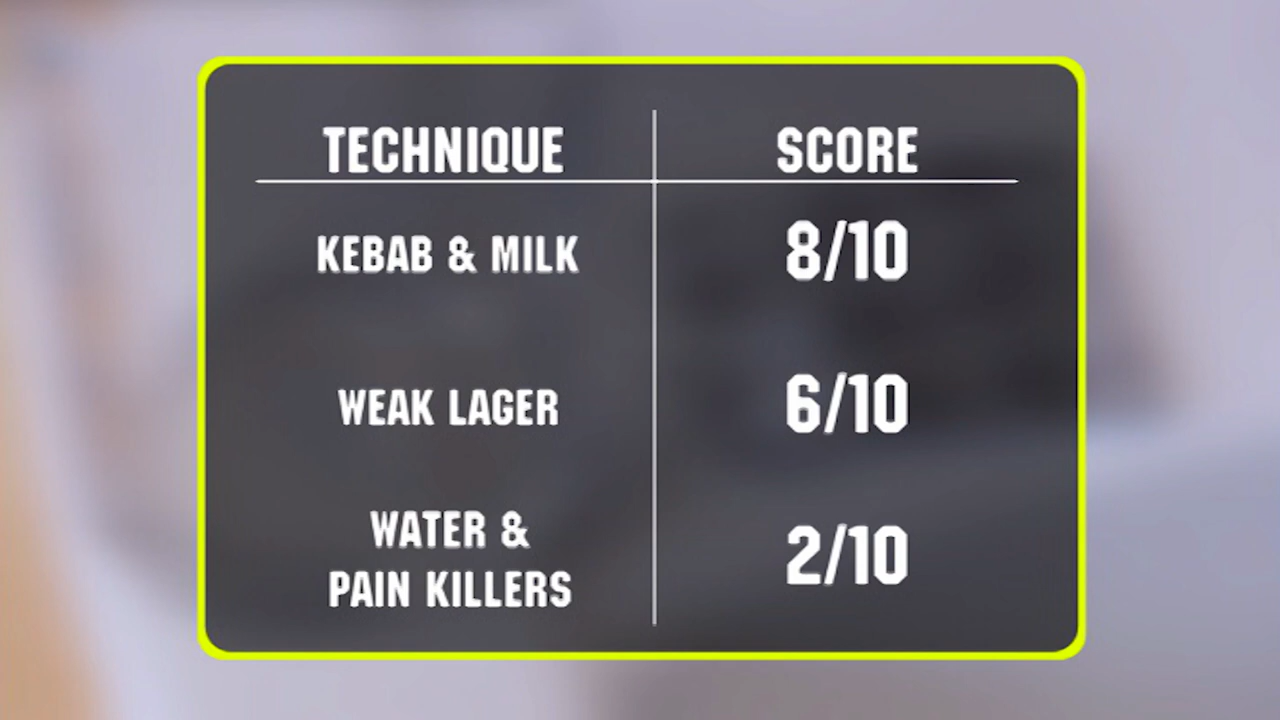 TECHNIQUE SCORE
KEBAB & MILK 8/10
WEAK LAGER 6/10
WATER &
PAIN KILLERS 2/10